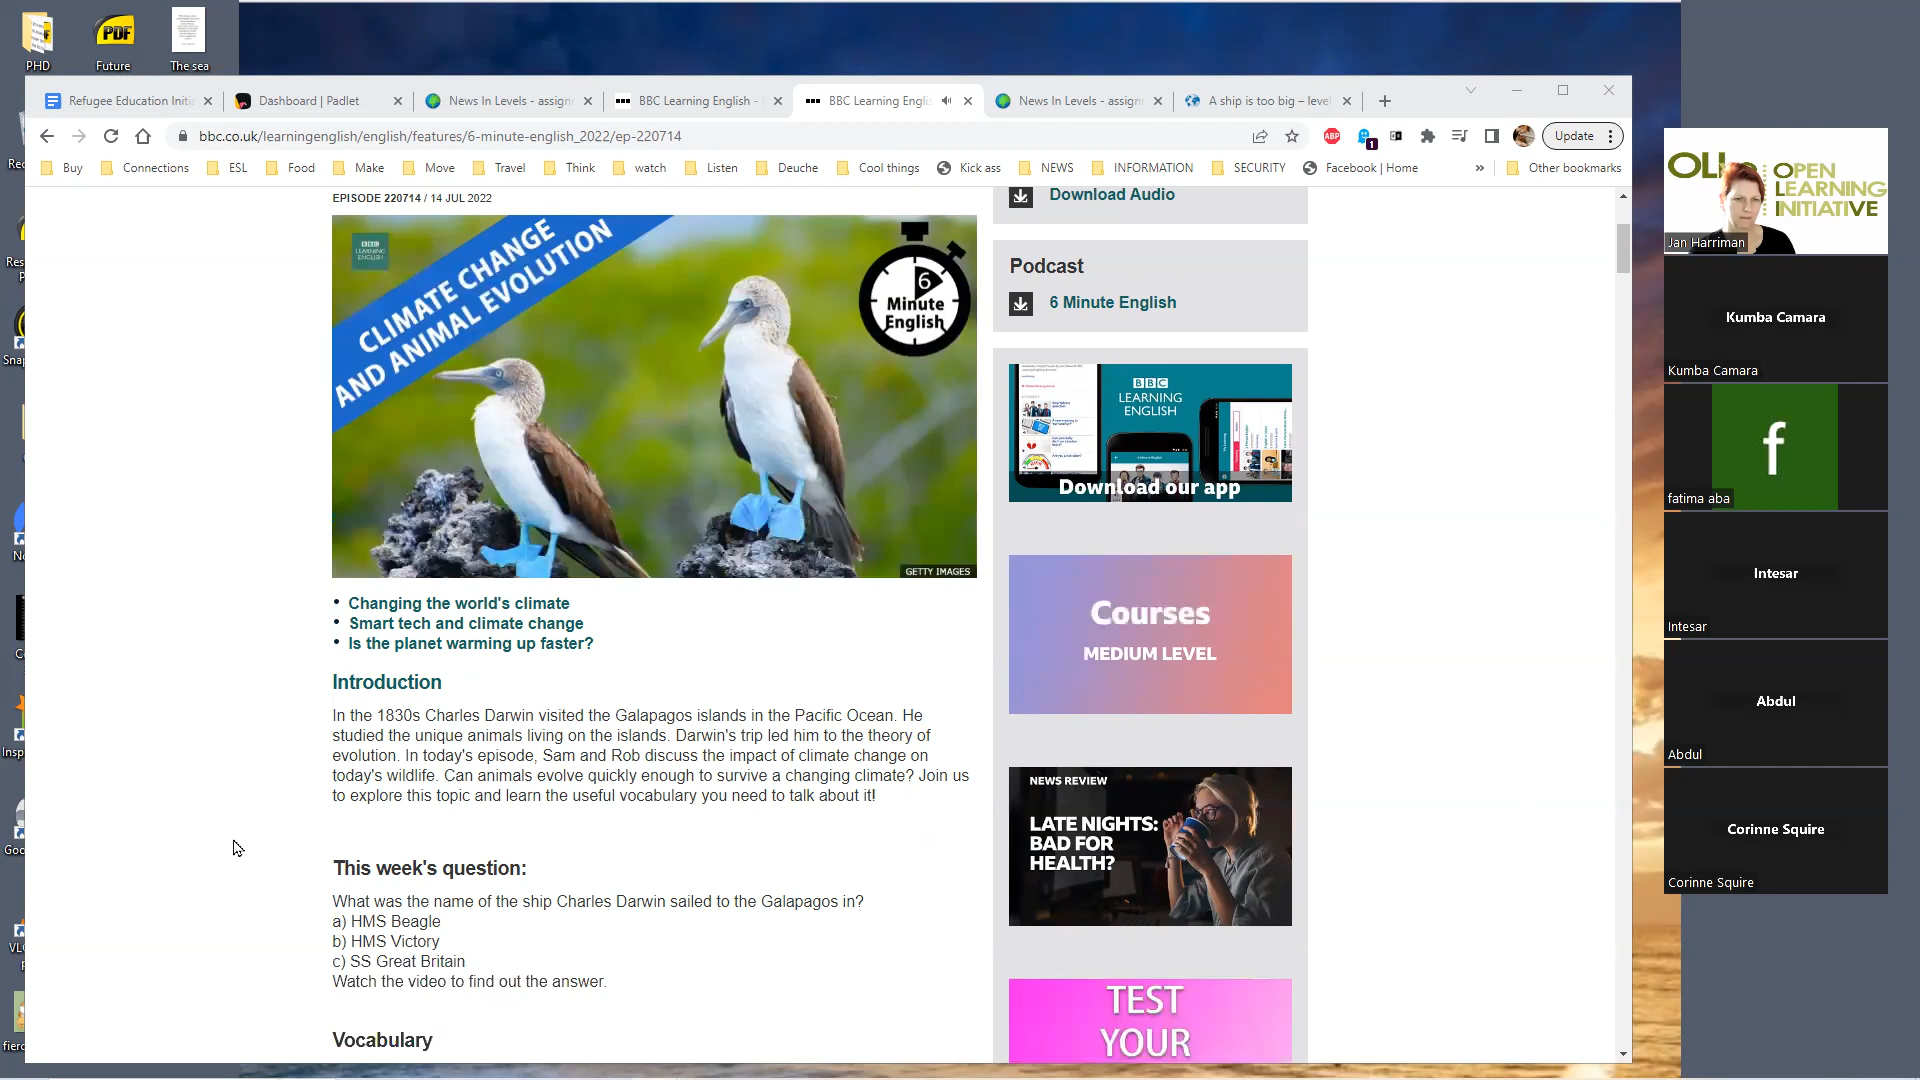 PHD
Future
The sea
Refugee Education Initi
Dashboard | Padlet
News In Levels - assign
BBC Learning English -
BBC Learning Engli
News In Levels - assign
A ship is too big – level
bbc.co.uk/learningenglish/english/features/6-minute-english_2022/ep-220714
ABP
1
Update
Buy
Connections
ESL
Food
Make
Move
Travel
Think
watch
Listen
Deuche
Cool things
Kick ass
NEWS
INFORMATION
SECURITY
Facebook | Home
»
Other bookmarks
EPISODE 220714 / 14 JUL 2022
BBC
LEARNING
ENGLISH
CLIMATE CHANGE
AND ANIMAL EVOLUTION
6
Minute
English
GETTY IMAGES
• Changing the world's climate
• Smart tech and climate change
• Is the planet warming up faster?
Introduction
In the 1830s Charles Darwin visited the Galapagos islands in the Pacific Ocean. He
studied the unique animals living on the islands. Darwin's trip led him to the theory of
evolution. In today's episode, Sam and Rob discuss the impact of climate change on
today's wildlife. Can animals evolve quickly enough to survive a changing climate? Join us
to explore this topic and learn the useful vocabulary you need to talk about it!
This week's question:
What was the name of the ship Charles Darwin sailed to the Galapagos in?
a) HMS Beagle
b) HMS Victory
c) SS Great Britain
Watch the video to find out the answer.
Vocabulary
Download Audio
Podcast
6 Minute English
BBC
LEARNING
ENGLISH
Download our app
Courses
MEDIUM LEVEL
NEWS REVIEW
LATE NIGHTS:
BAD FOR
HEALTH?
TEST
YOUR
OPEN
LEARNING
INITIATIVE
Jan Harriman
Kumba Camara
Kumba Camara
f
fatima aba
Intesar
Intesar
Abdul
Abdul
Corinne Squire
Corinne Squire